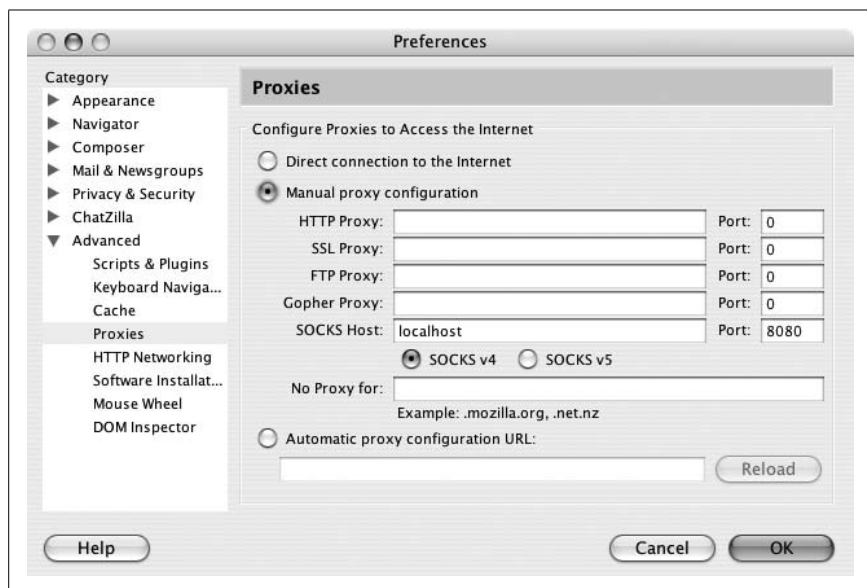 Preferences
Category
Appearance
Navigator
Composer
Mail & Newsgroups
Privacy & Security
ChatZilla
Advanced
Scripts & Plugins
Keyboard Naviga...
Cache
Proxies
HTTP Networking
Software Installat...
Mouse Wheel
DOM Inspector
Proxies
Configure Proxies to Access the Internet
Direct connection to the Internet
Manual proxy configuration
HTTP Proxy: Port: 0
SSL Proxy: Port: 0
FTP Proxy: Port: 0
Gopher Proxy: Port: 0
SOCKS Host: localhost Port: 8080
SOCKS v4 SOCKS v5
No Proxy for:
Example: .mozilla.org, .net.nz
Automatic proxy configuration URL:
Reload
Help Cancel OK